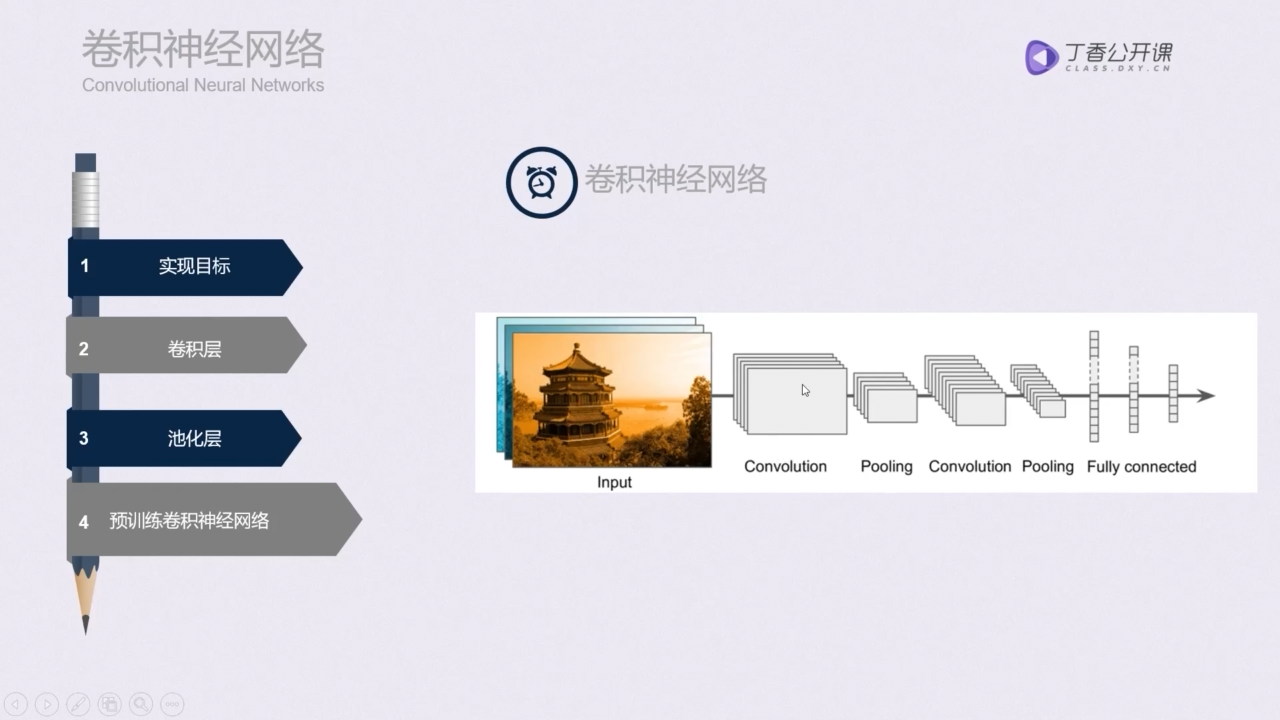 卷积神经网络
Convolutional Neural Networks
丁香公开课
CLASS.DXY.CN
卷积神经网络
1 实现目标
2 卷积层
3 池化层
4 预训练卷积神经网络
Input
Convolution
Pooling
Convolution
Pooling
Fully connected